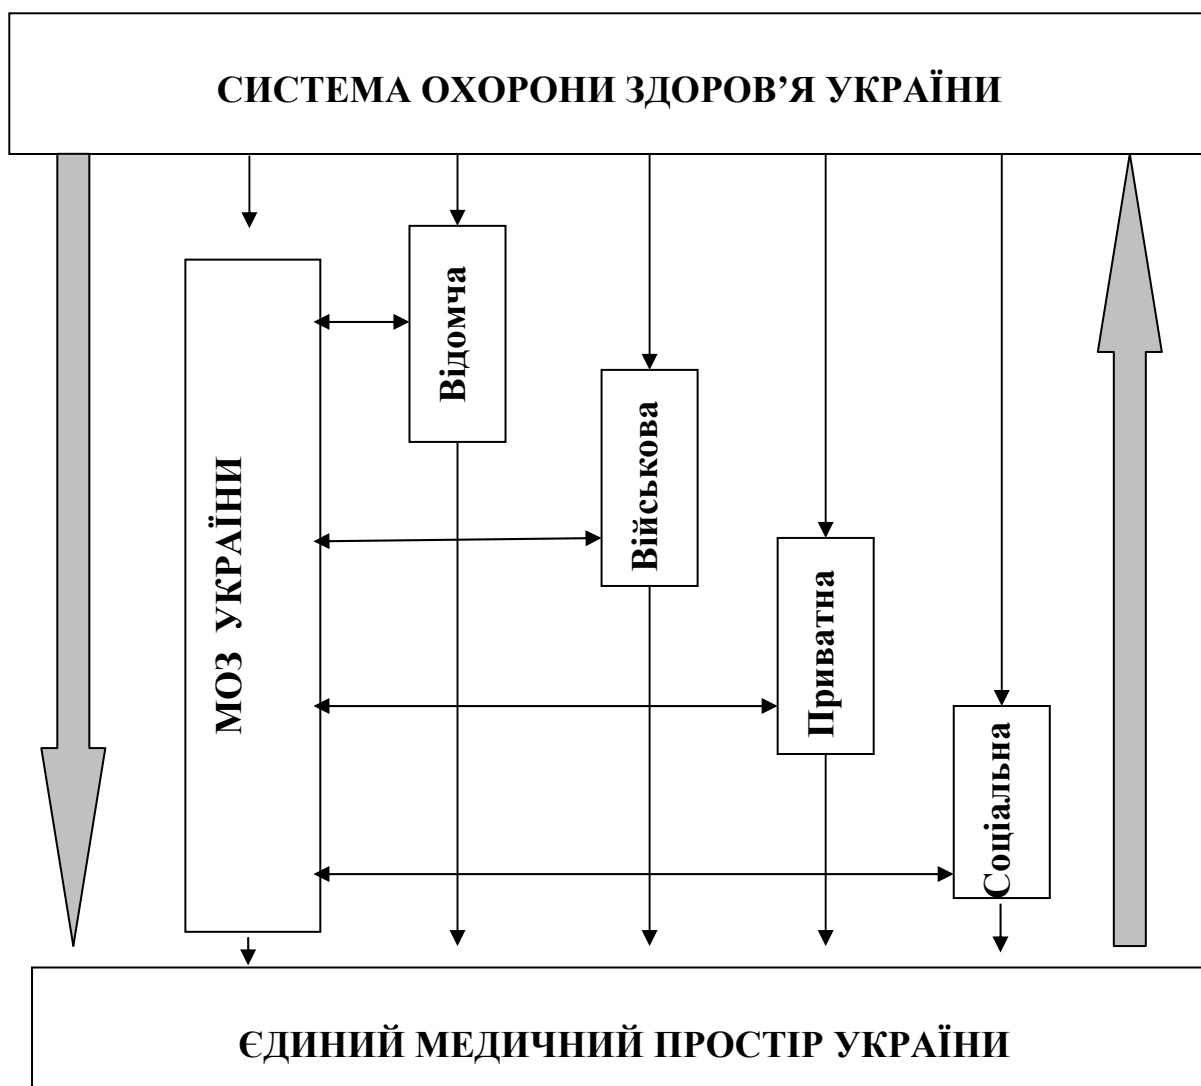 СИСТЕМА ОХОРОНИ ЗДОРОВ’Я УКРАЇНИ
МОЗ УКРАЇНИ
Відомча
Військова
Приватна
Соціальна
ЄДИНИЙ МЕДИЧНИЙ ПРОСТІР УКРАЇНИ